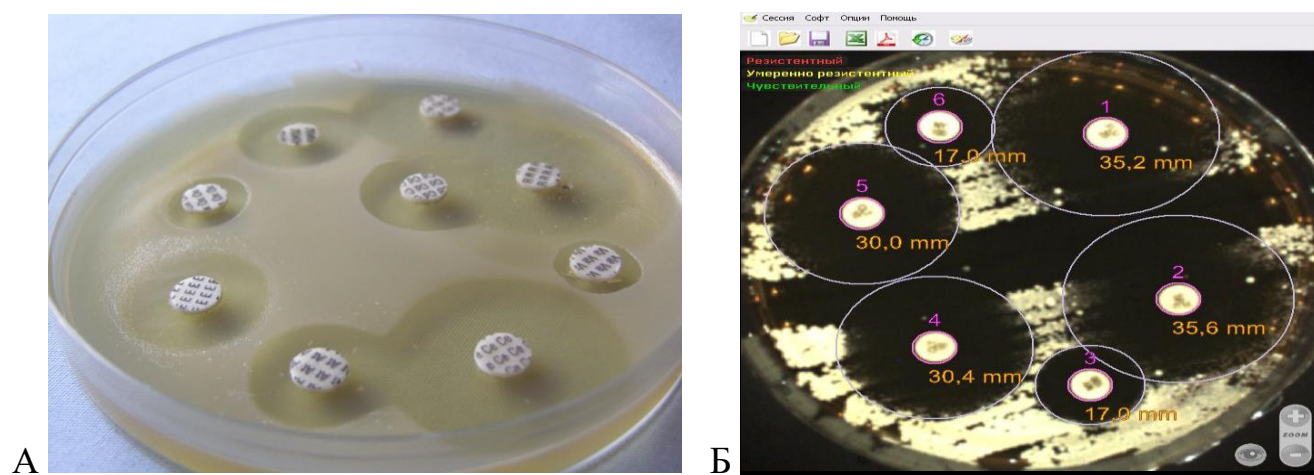 Сессия Софт Опции Помощь
Резистентный
Умеренно резистентный
Чувствительный
6
17,0 mm
1
35,2 mm
5
30,0 mm
2
35,6 mm
4
30,4 mm
3
17,0 mm
ZOOM
А
Б